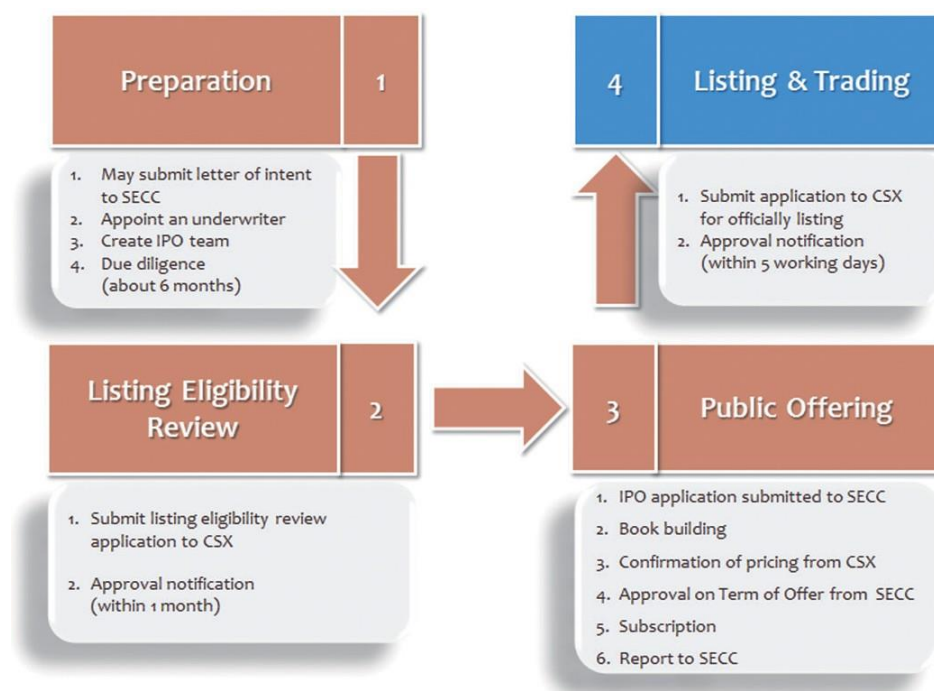 Preparation 1
1. May submit letter of intent
to SECC
2. Appoint an underwriter
3. Create IPO team
4. Due diligence
(about 6 months)
Listing Eligibility
Review
2
1. Submit listing eligibility review
application to CSX
2. Approval notification
(within 1 month)
3 Public Offering
1. IPO application submitted to SECC
2. Book building
3. Confirmation of pricing from CSX
4. Approval on Term of Offer from SECC
5. Subscription
6. Report to SECC
4 Listing & Trading
1. Submit application to CSX
for officially listing
2. Approval notification
(within 5 working days)